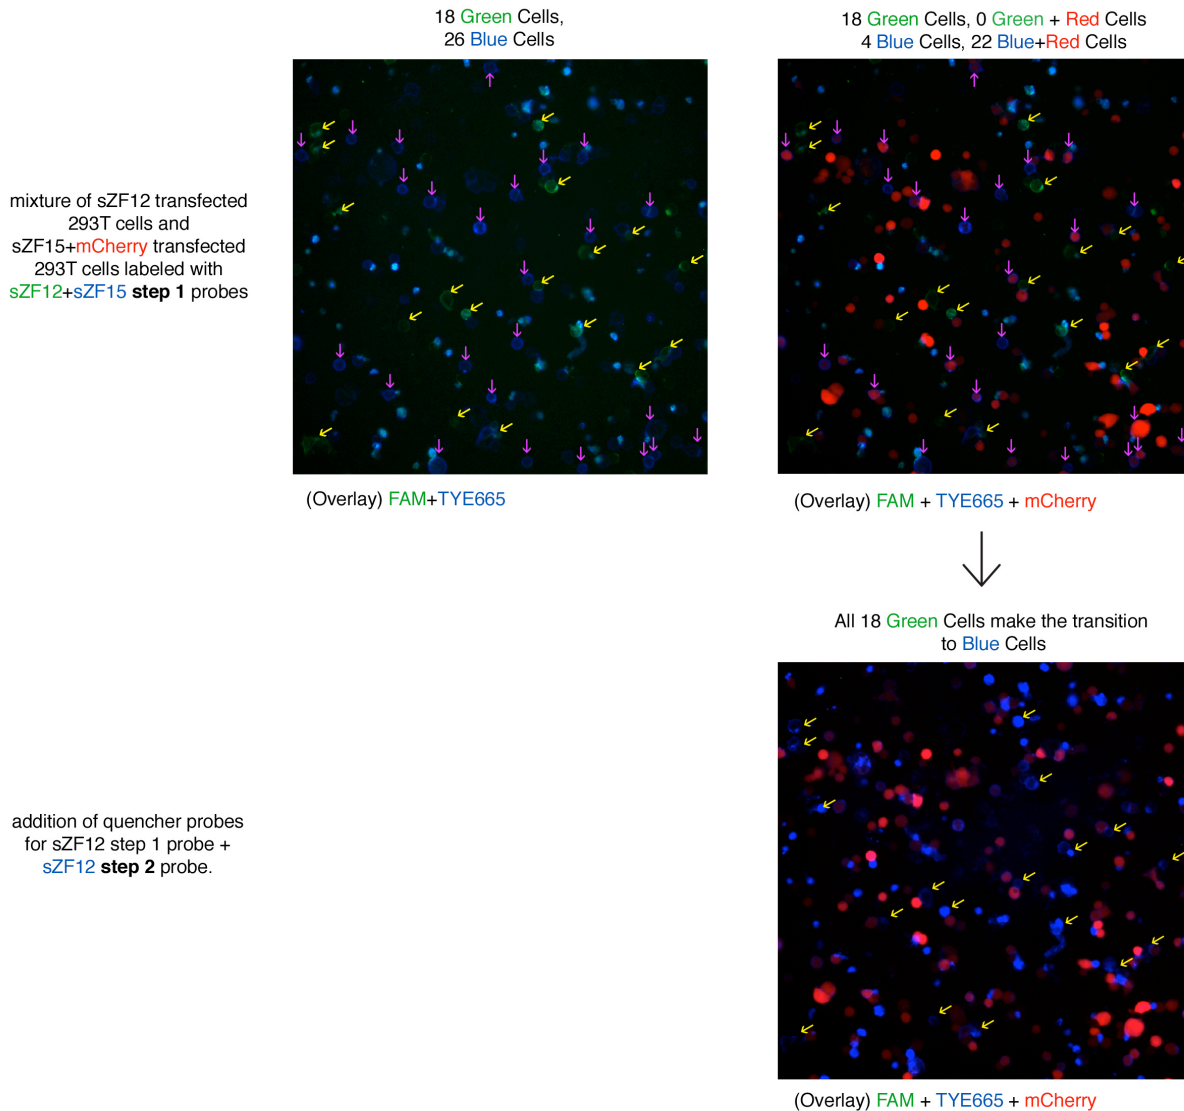 18 Green Cells,
26 Blue Cells
18 Green Cells, 0 Green + Red Cells
4 Blue Cells, 22 Blue+Red Cells
mixture of sZF12 transfected
293T cells and
sZF15+mCherry transfected
293T cells labeled with
sZF12+sZF15 step 1 probes
(Overlay) FAM+TYE665
(Overlay) FAM + TYE665 + mCherry
All 18 Green Cells make the transition
to Blue Cells
addition of quencher probes
for sZF12 step 1 probe +
sZF12 step 2 probe.
(Overlay) FAM + TYE665 + mCherry